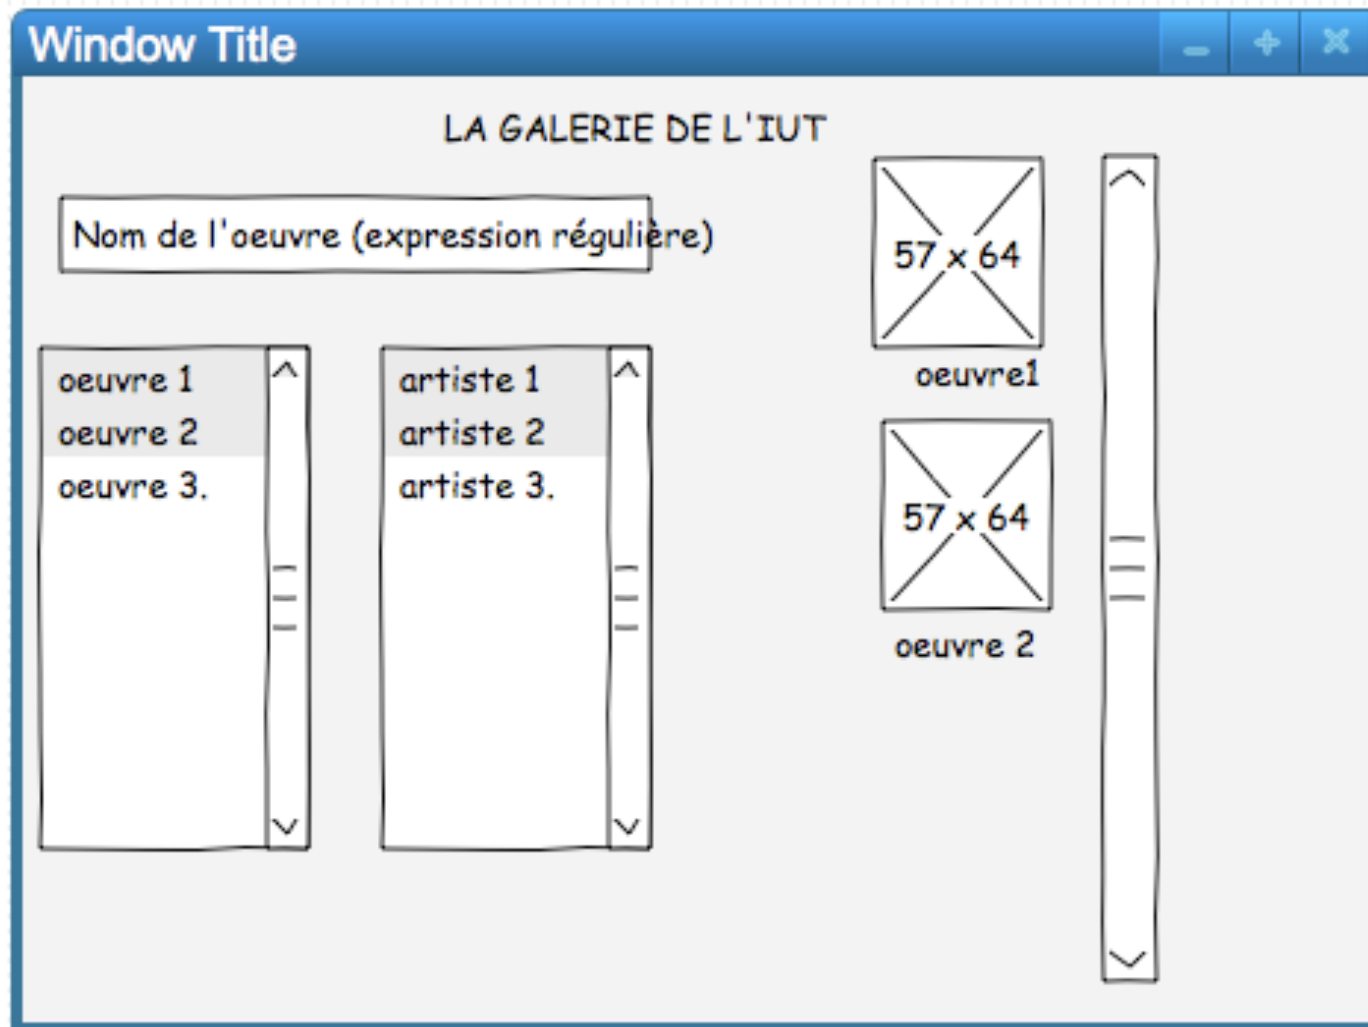 Window Title
LA GALERIE DE L'IUT
Nom de l'oeuvre (expression régulière)
oeuvre 1
oeuvre 2
oeuvre 3.
artiste 1
artiste 2
artiste 3.
57 x 64
oeuvre1
57 x 64
oeuvre 2